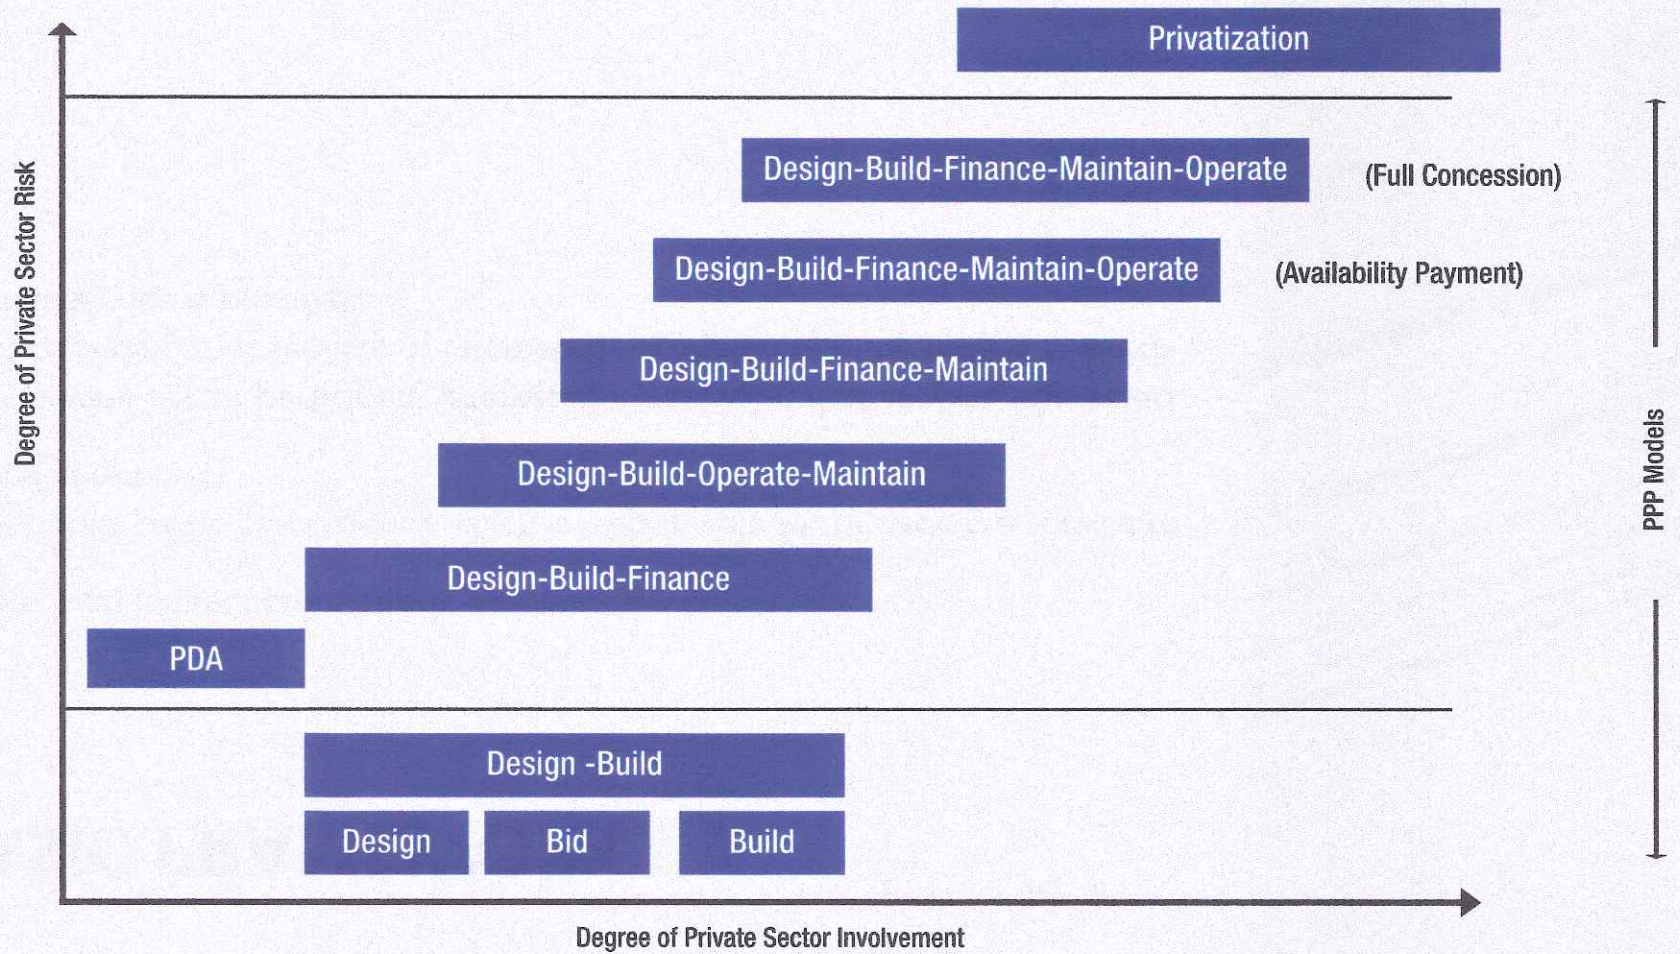 Privatization
Design-Build-Finance-Maintain-Operate (Full Concession)
Design-Build-Finance-Maintain-Operate (Availability Payment)
Design-Build-Finance-Maintain
Design-Build-Operate-Maintain
Design-Build-Finance
PDA
Design -Build
Design Bid Build
Degree of Private Sector Risk
PPP Models
Degree of Private Sector Involvement